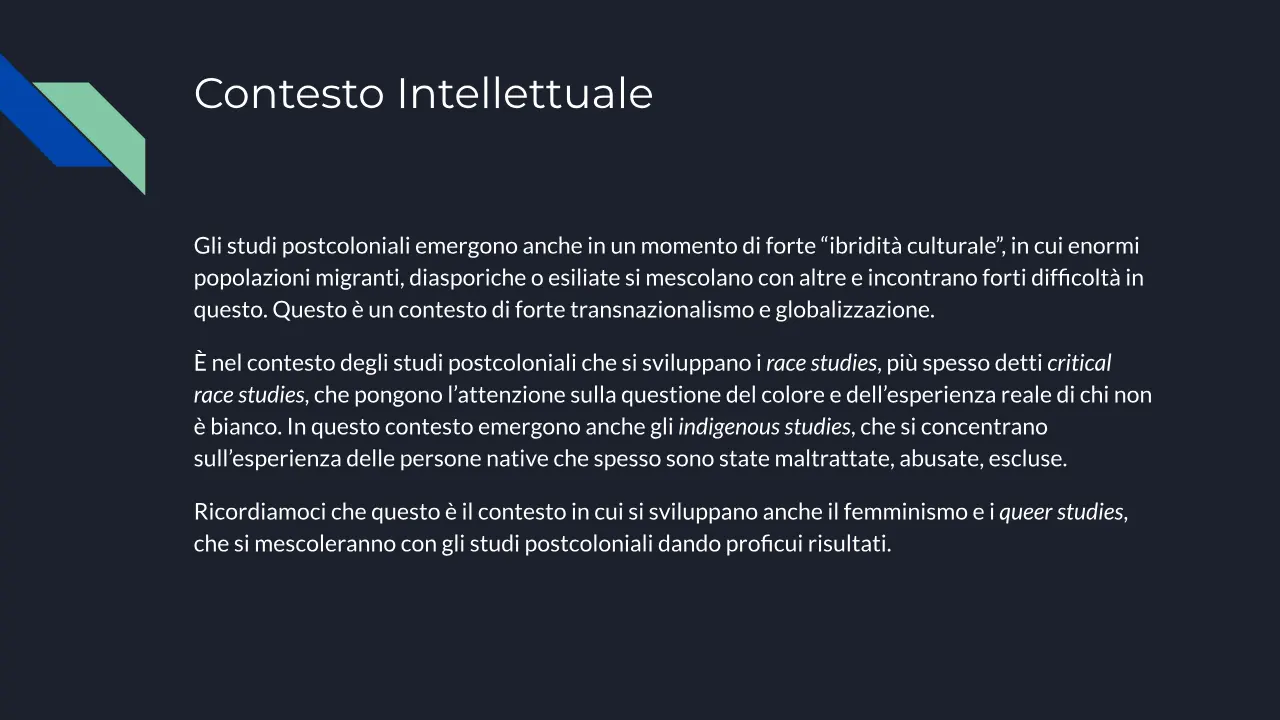 Contesto Intellettuale
Gli studi postcoloniali emergono anche in un momento di forte “ibridità culturale”, in cui enormi
popolazioni migranti, diasporiche o esiliate si mescolano con altre e incontrano forti difficoltà in
questo. Questo è un contesto di forte transnazionalismo e globalizzazione.
È nel contesto degli studi postcoloniali che si sviluppano i race studies, più spesso detti critical
race studies, che pongono l’attenzione sulla questione del colore e dell’esperienza reale di chi non
è bianco. In questo contesto emergono anche gli indigenous studies, che si concentrano
sull’esperienza delle persone native che spesso sono state maltrattate, abusate, escluse.
Ricordiamoci che questo è il contesto in cui si sviluppano anche il femminismo e i queer studies,
che si mescoleranno con gli studi postcoloniali dando proficui risultati.